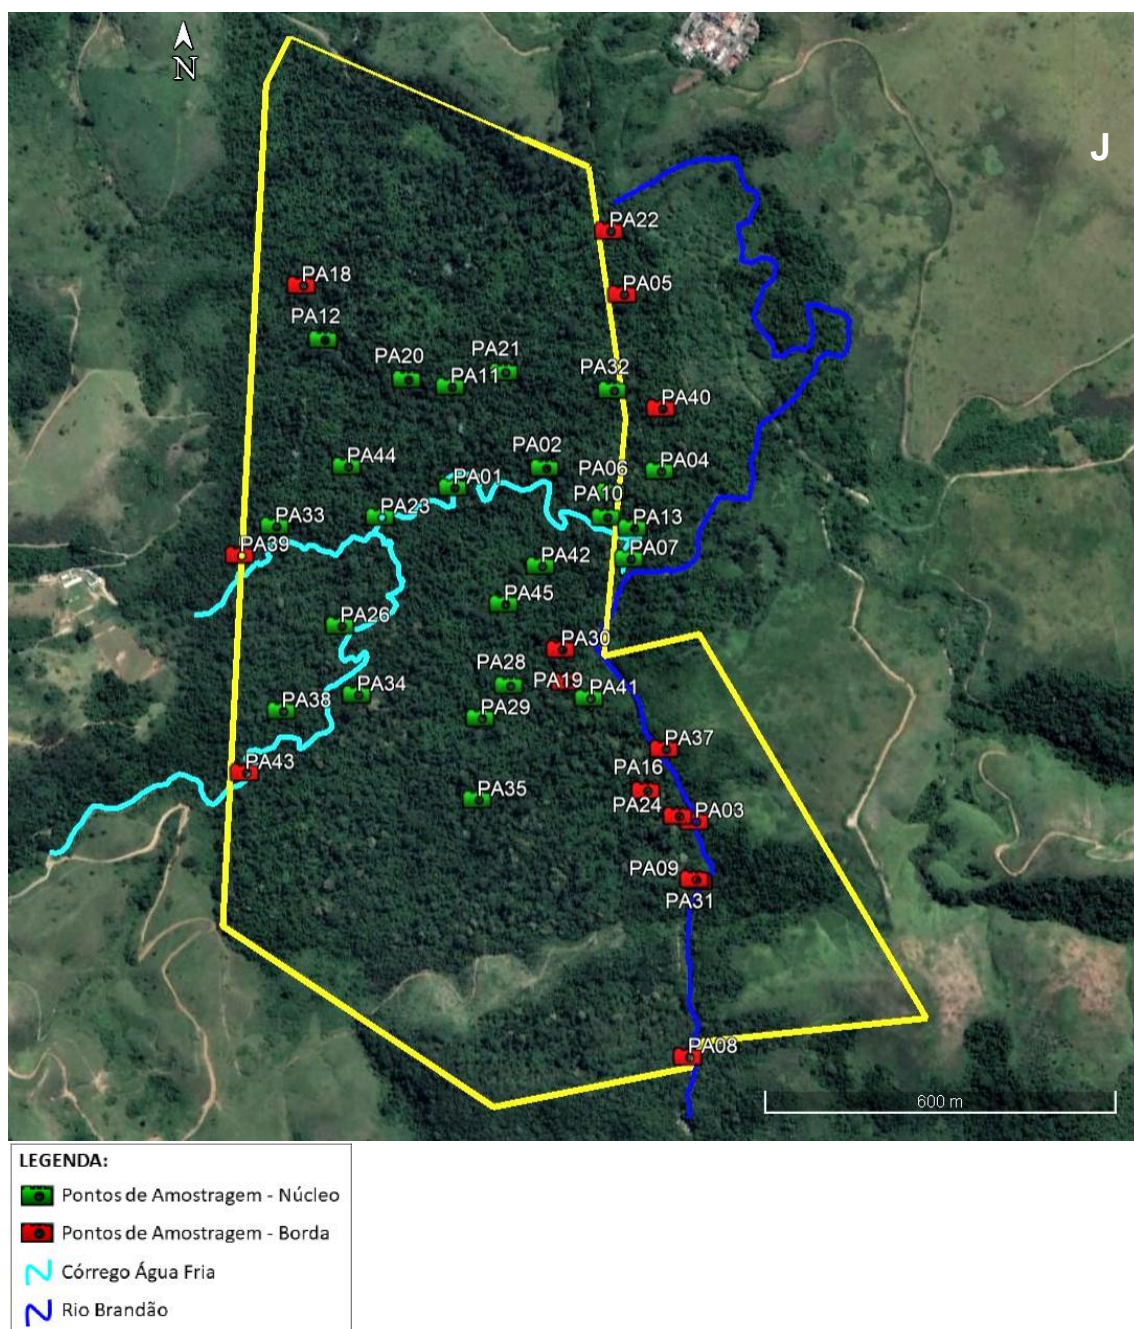 N
J
PA22
PA18
PA05
PA12
PA21
PA20
PA11
PA32
PA40
PA02
PA44
PA01
PA06
PA04
PA10
PA23
PA33
PA13
PA39
PA07
PA42
PA45
PA26
PA30
PA28
PA19
PA34
PA41
PA38
PA29
PA37
PA43
PA16
PA35
PA24
PA03
PA09
PA31
PA08
600 m
LEGENDA:
Pontos de Amostragem - Núcleo
Pontos de Amostragem - Borda
Córrego Água Fria
Rio Brandão